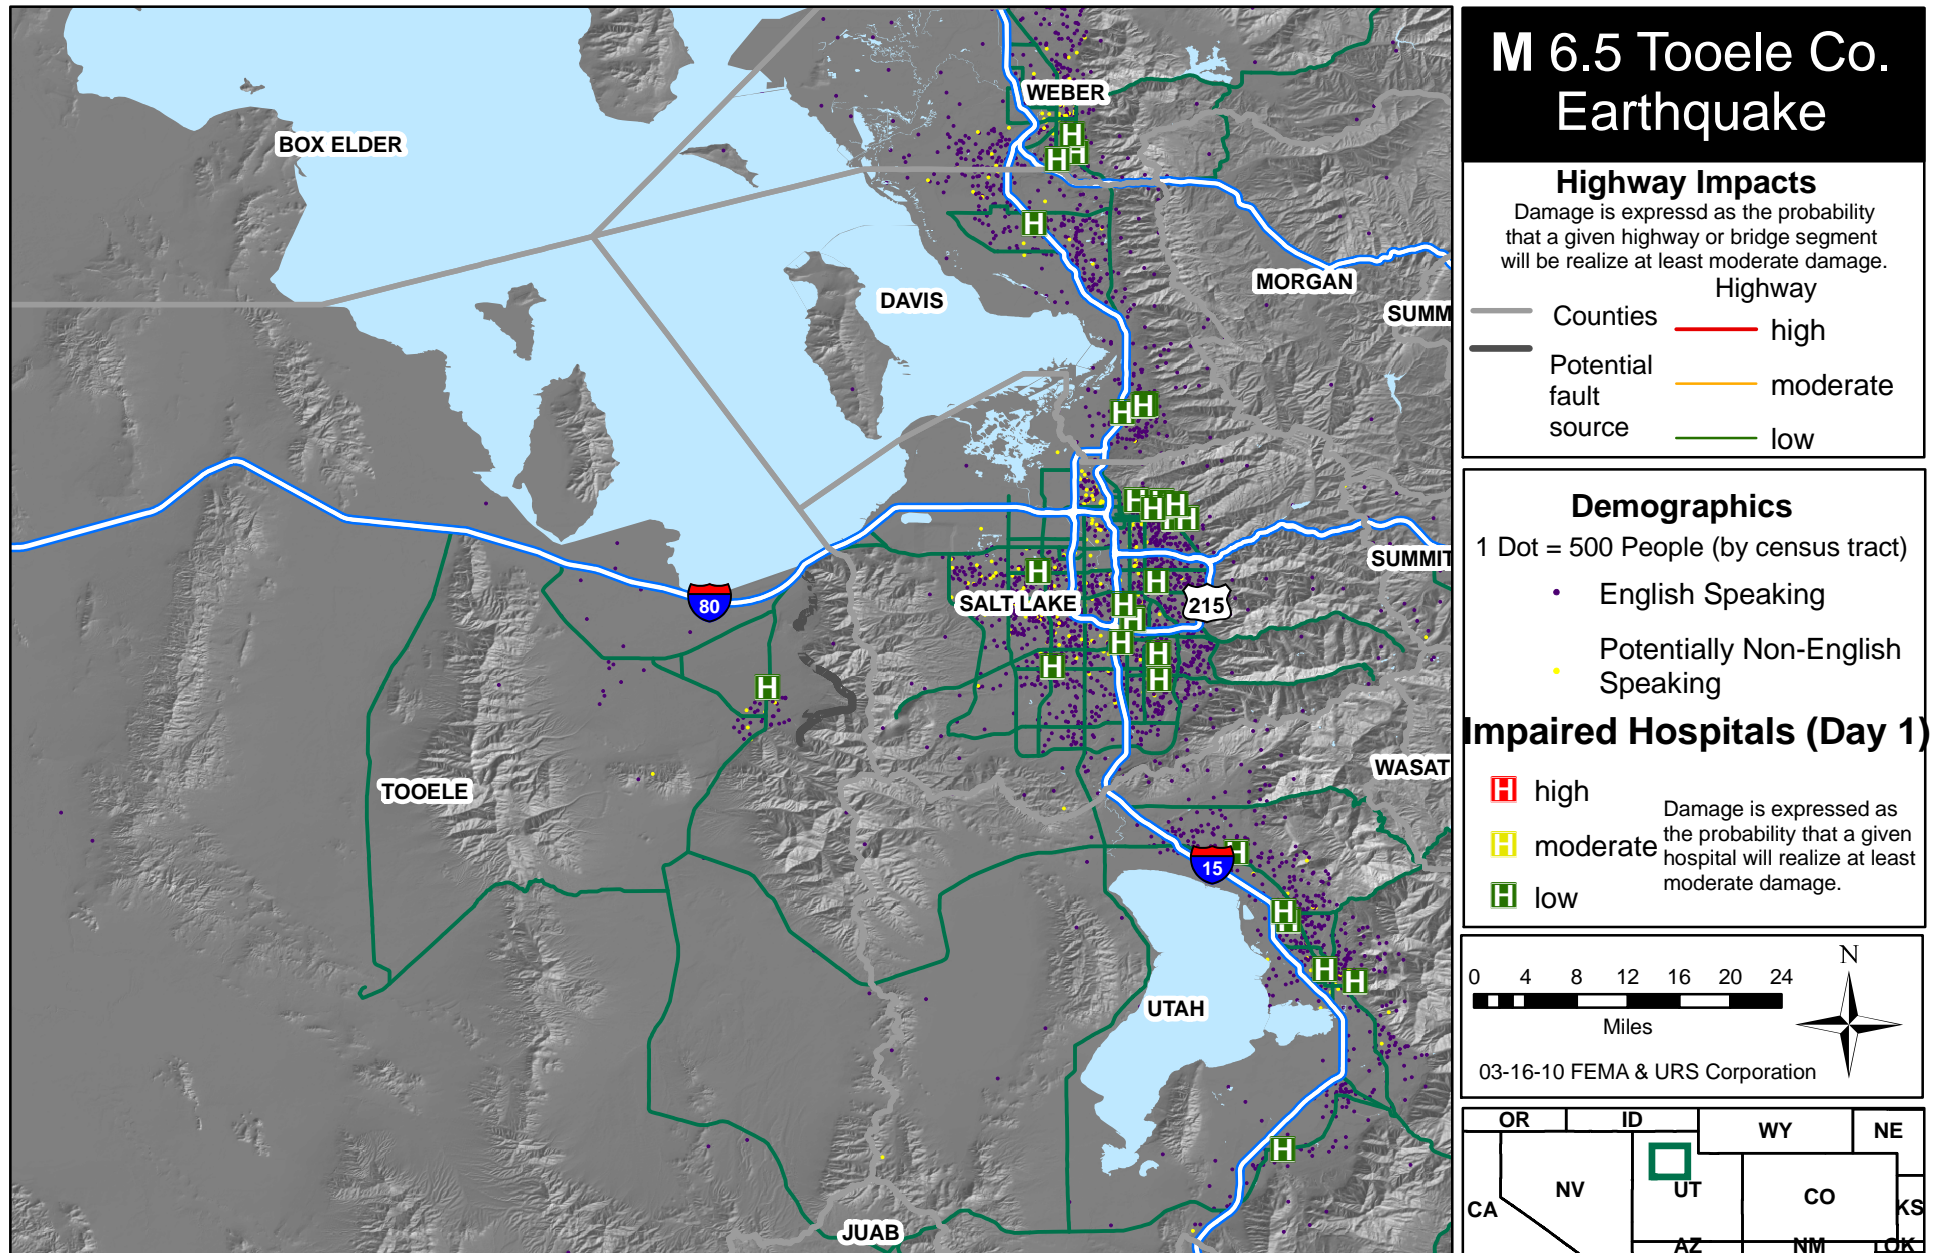 M 6.5 Tooele Co.
Earthquake
Highway Impacts
Damage is expressd as the probability
that a given highway or bridge segment
will be realize at least moderate damage.
Highway
Counties
high
Potential
fault
source
moderate
low
Demographics
1 Dot = 500 People (by census tract)
English Speaking
Potentially Non-English
Speaking
Impaired Hospitals (Day 1)
H high
H moderate
H low
Damage is expressed as
the probability that a given
hospital will realize at least
moderate damage.
0 4 8 12 16 20 24
Miles
N
03-16-10 FEMA & URS Corporation
OR
ID
WY
NE
NV
UT
CO
CA
KS
AZ
NM
OK
WEBER
H
H
H
BOX ELDER
H
MORGAN
DAVIS
SUMM
H
H
H
H
H
H
SUMMIT
H
H
80
SALT LAKE
H
215
H
H
H
H
H
H
WASAT
TOOELE
H
15
H
H
H
H
UTAH
H
JUAB